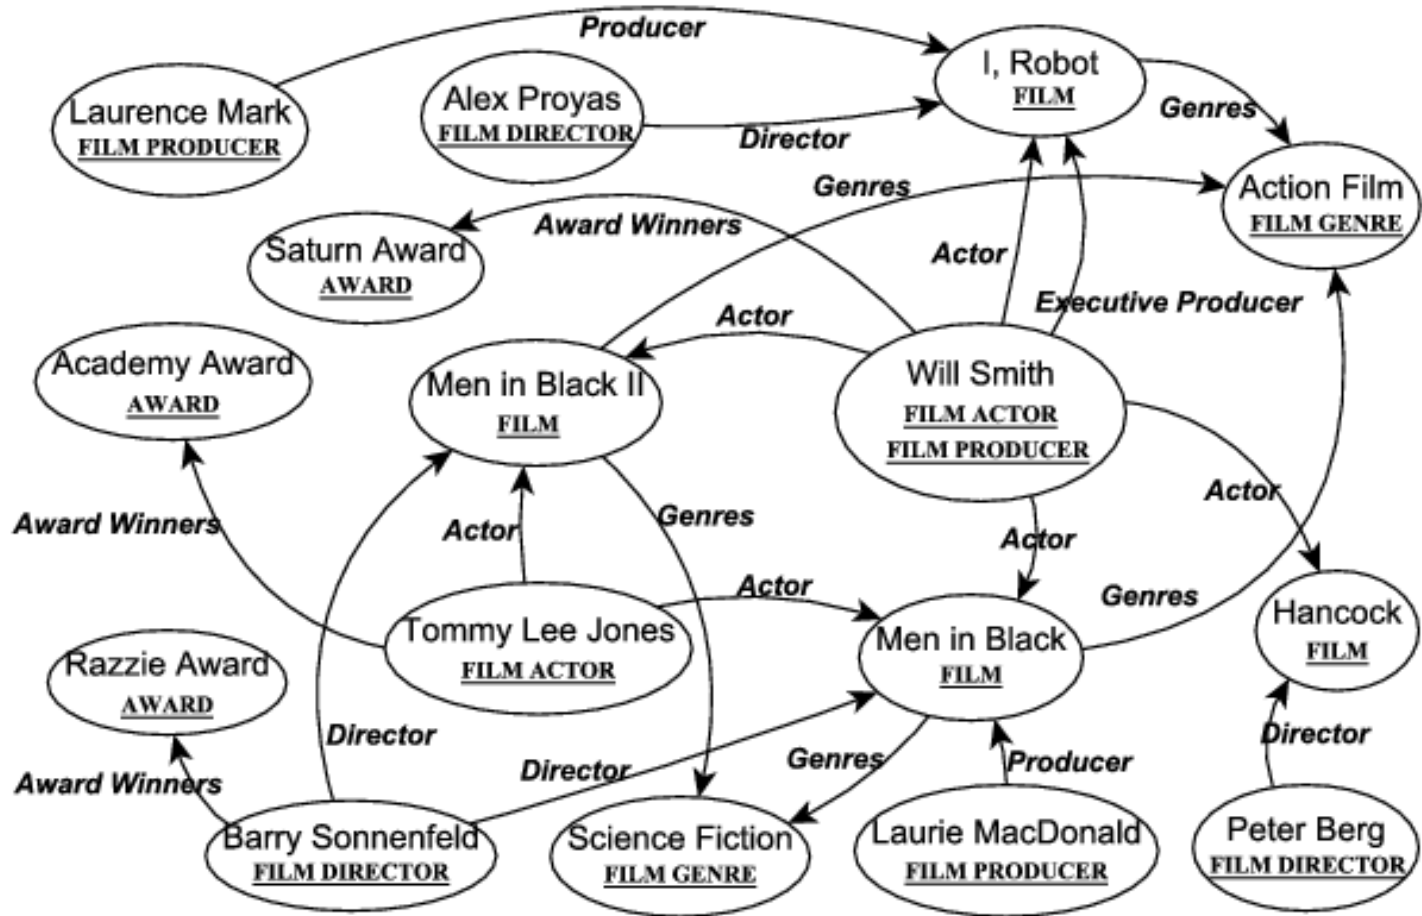 Producer
I, Robot
FILM
Laurence Mark
FILM PRODUCER
Alex Proyas
FILM DIRECTOR
Director
Genres
Genres
Action Film
FILM GENRE
Saturn Award
AWARD
Award Winners
Actor
Executive Producer
Actor
Academy Award
AWARD
Men in Black II
FILM
Will Smith
FILM ACTOR
FILM PRODUCER
Award Winners
Actor
Genres
Actor
Actor
Actor
Genres
Hancock
FILM
Tommy Lee Jones
FILM ACTOR
Men in Black
FILM
Razzie Award
AWARD
Director
Director
Award Winners
Director
Genres
Producer
Barry Sonnenfeld
FILM DIRECTOR
Science Fiction
FILM GENRE
Laurie MacDonald
FILM PRODUCER
Peter Berg
FILM DIRECTOR